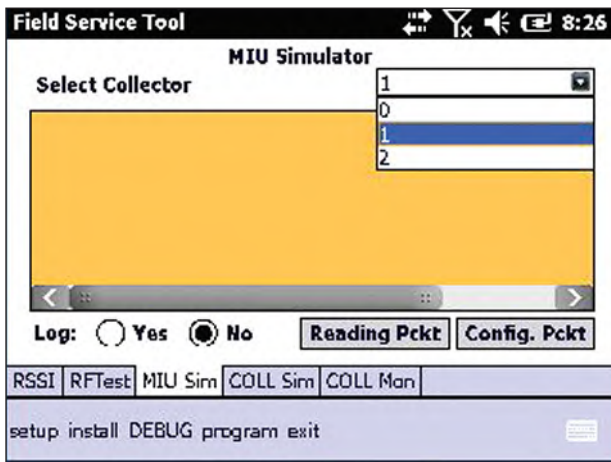 Field Service Tool 8:26
MIU Simulator
Select Collector 1
0
1
2
Log: Yes No Reading Pckt Config. Pckt
RSSI RFTest MIU Sim COLL Sim COLL Mon
setup install DEBUG program exit